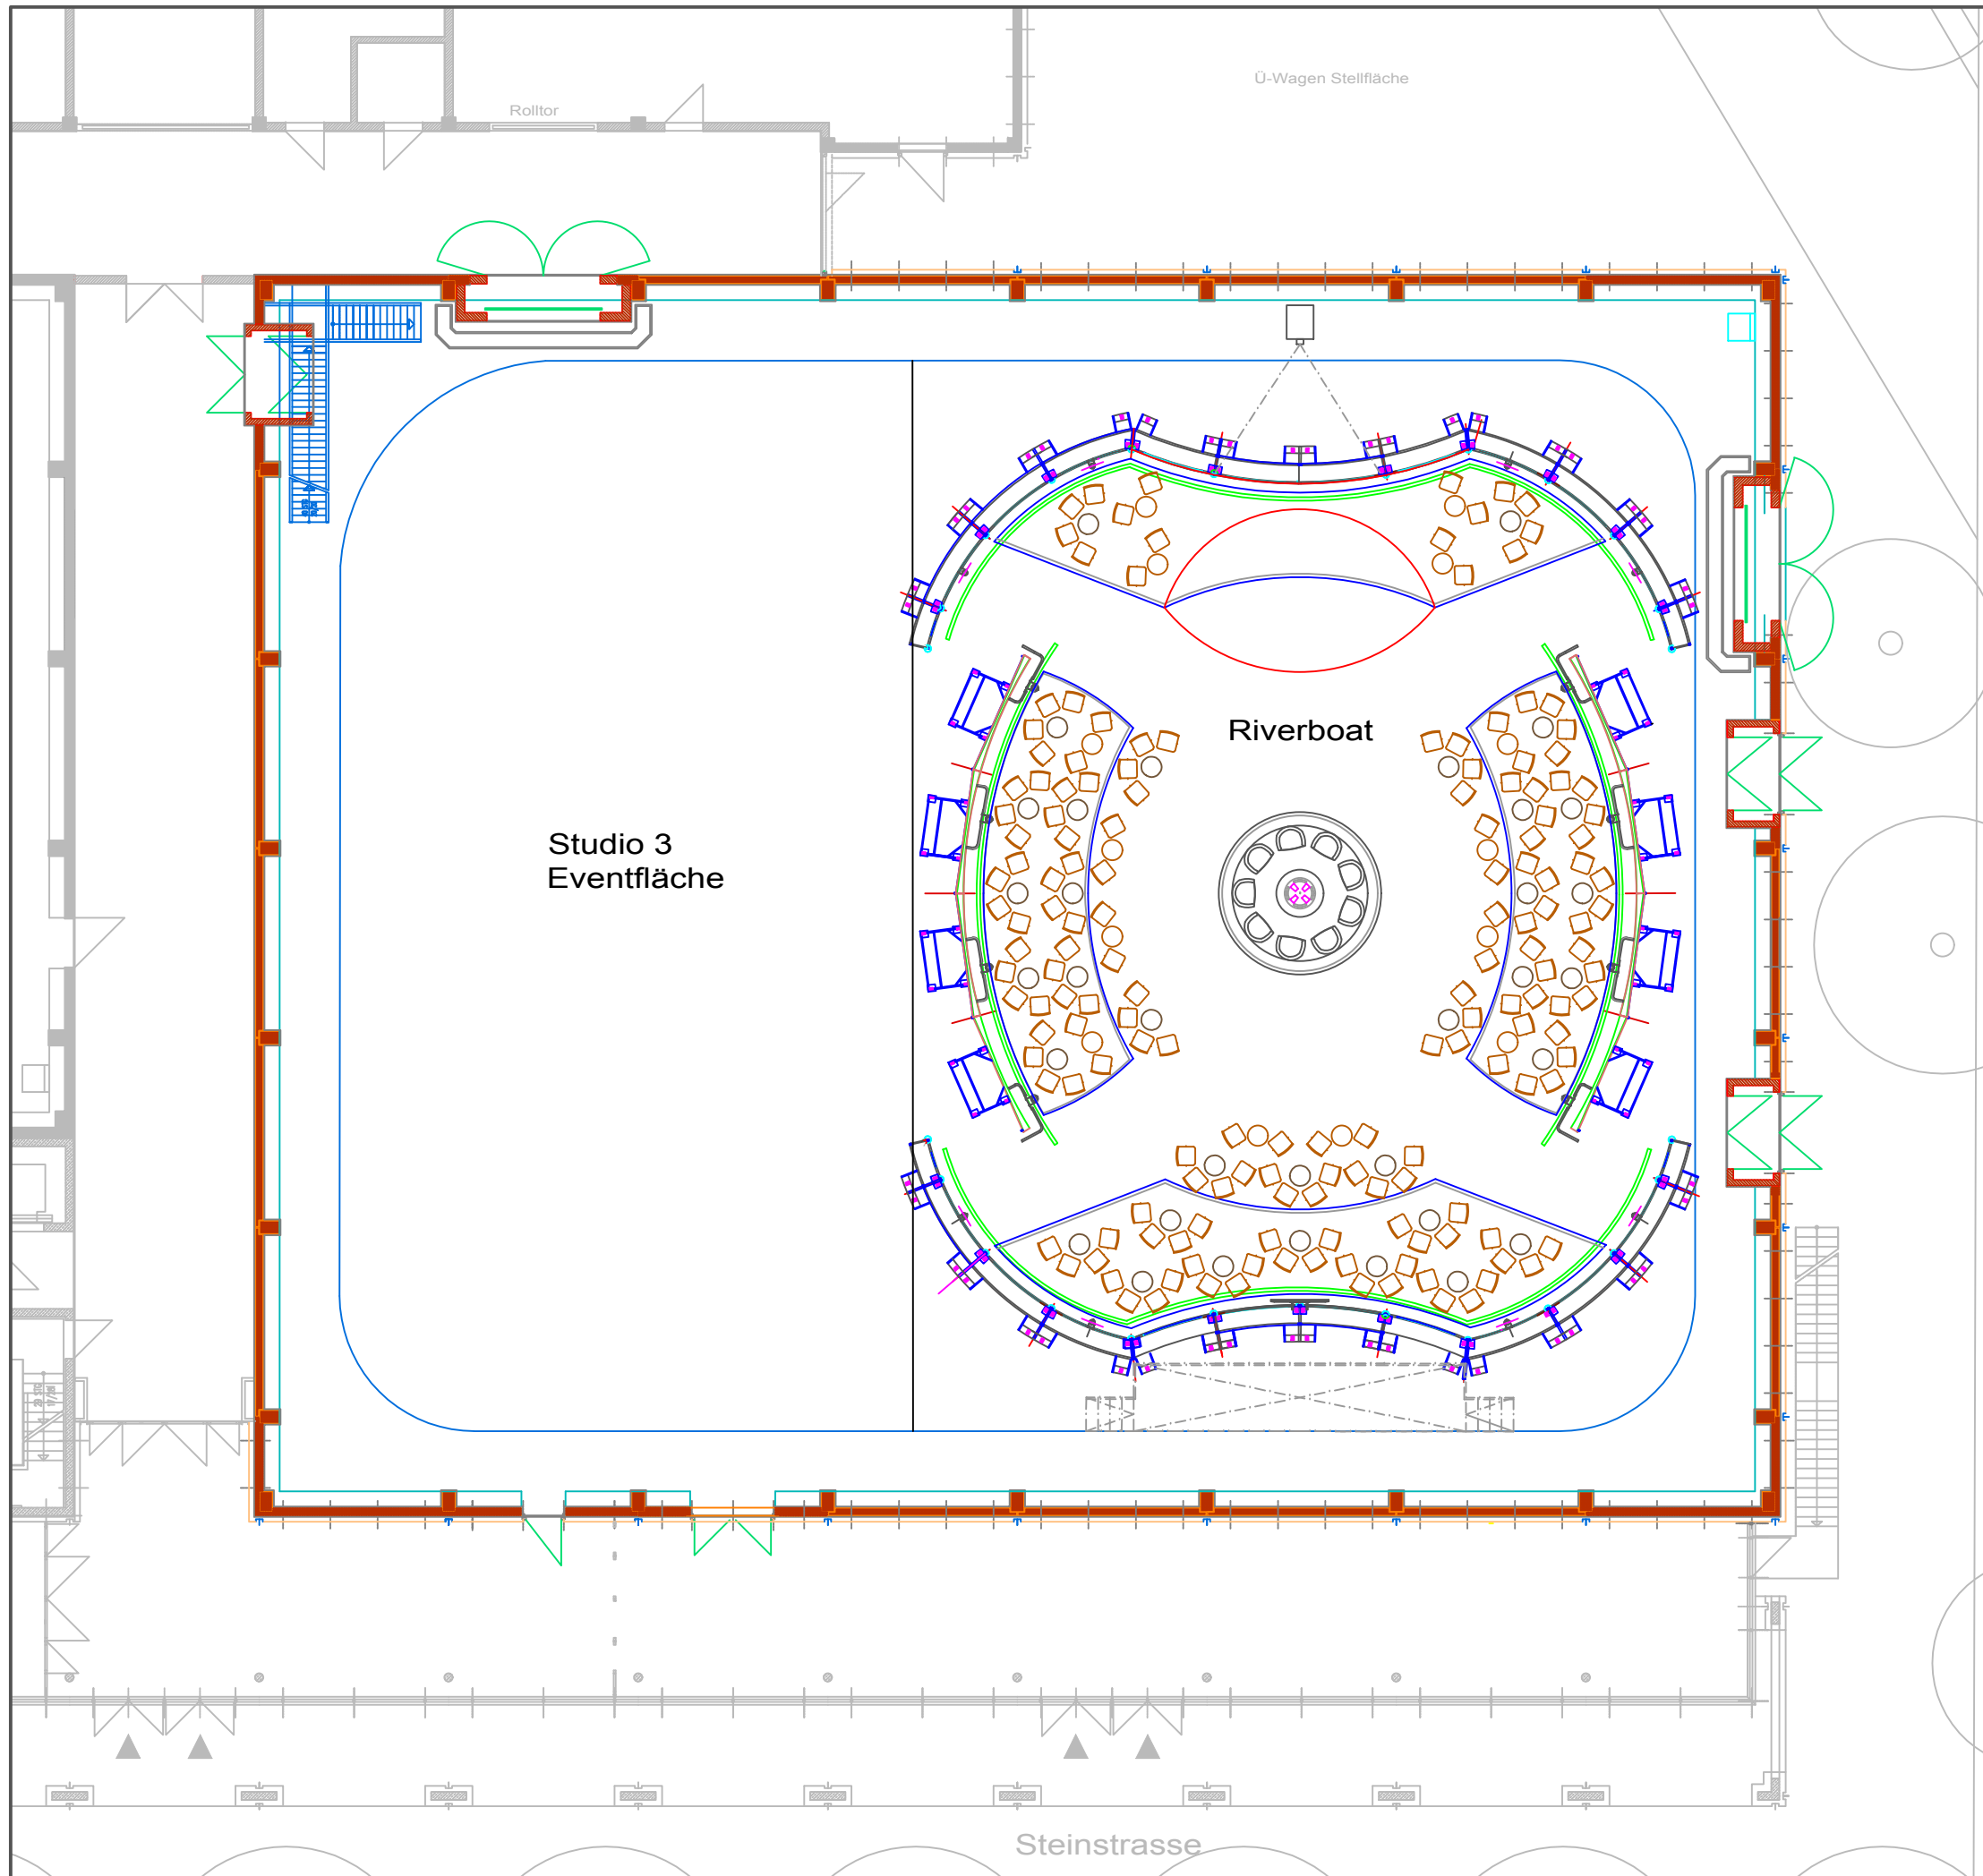 Ü-Wagen Stellfläche
Rolltor
Riverboat
Studio 3
Eventfläche
Steinstrasse